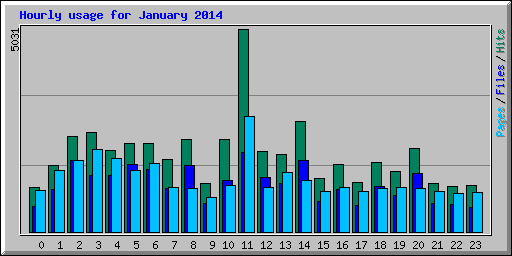 Hourly usage for January 2014
5031
Pages / Files / Hits
0 1 2 3 4 5 6 7 8 9 10 11 12 13 14 15 16 17 18 19 20 21 22 23